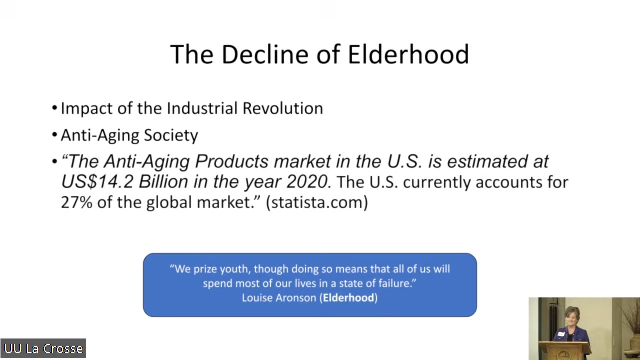 The Decline of Elderhood
•Impact of the Industrial Revolution
•Anti-Aging Society
•“The Anti-Aging Products market in the U.S. is estimated at
US$14.2 Billion in the year 2020. The U.S. currently accounts for
27% of the global market.” (statista.com)
“We prize youth, though doing so means that all of us will
spend most of our lives in a state of failure.”
Louise Aronson (Elderhood)
UU La Crosse